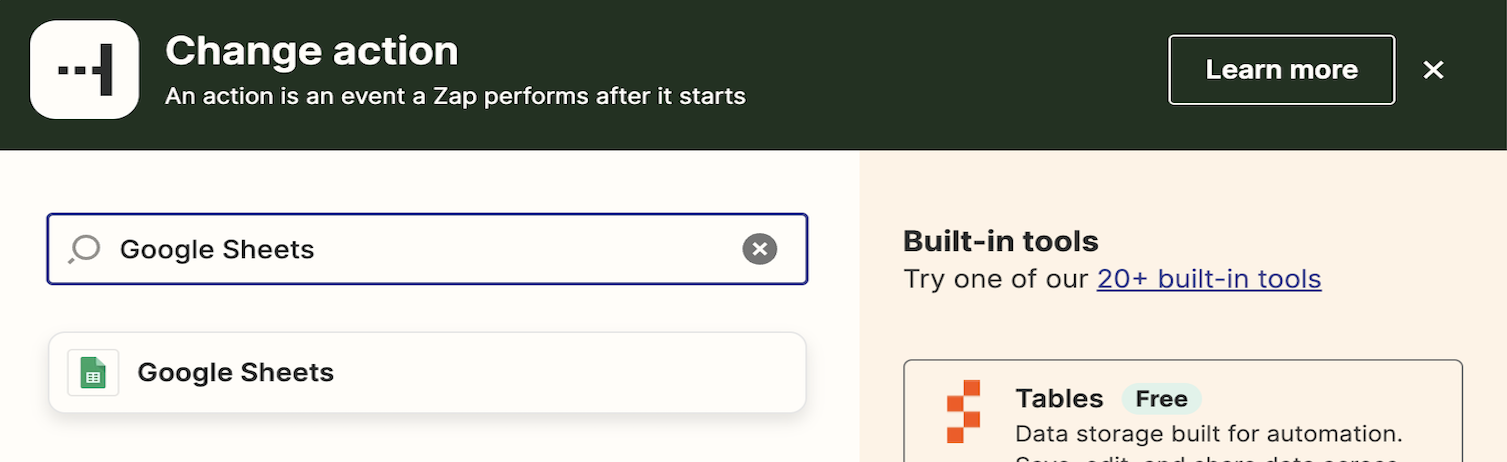 Change action
An action is an event a Zap performs after it starts
Learn more
Google Sheets
Google Sheets
Built-in tools
Try one of our 20+ built-in tools
Tables Free
Data storage built for automation.